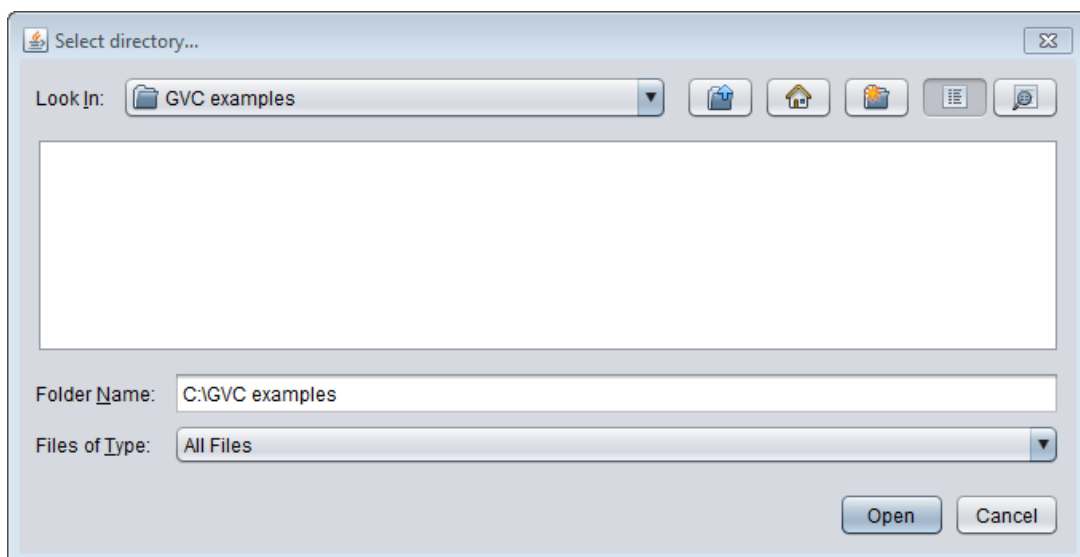 Select directory...
Look In: GVC examples
Folder Name: C:\GVC examples
Files of Type: All Files
Open Cancel